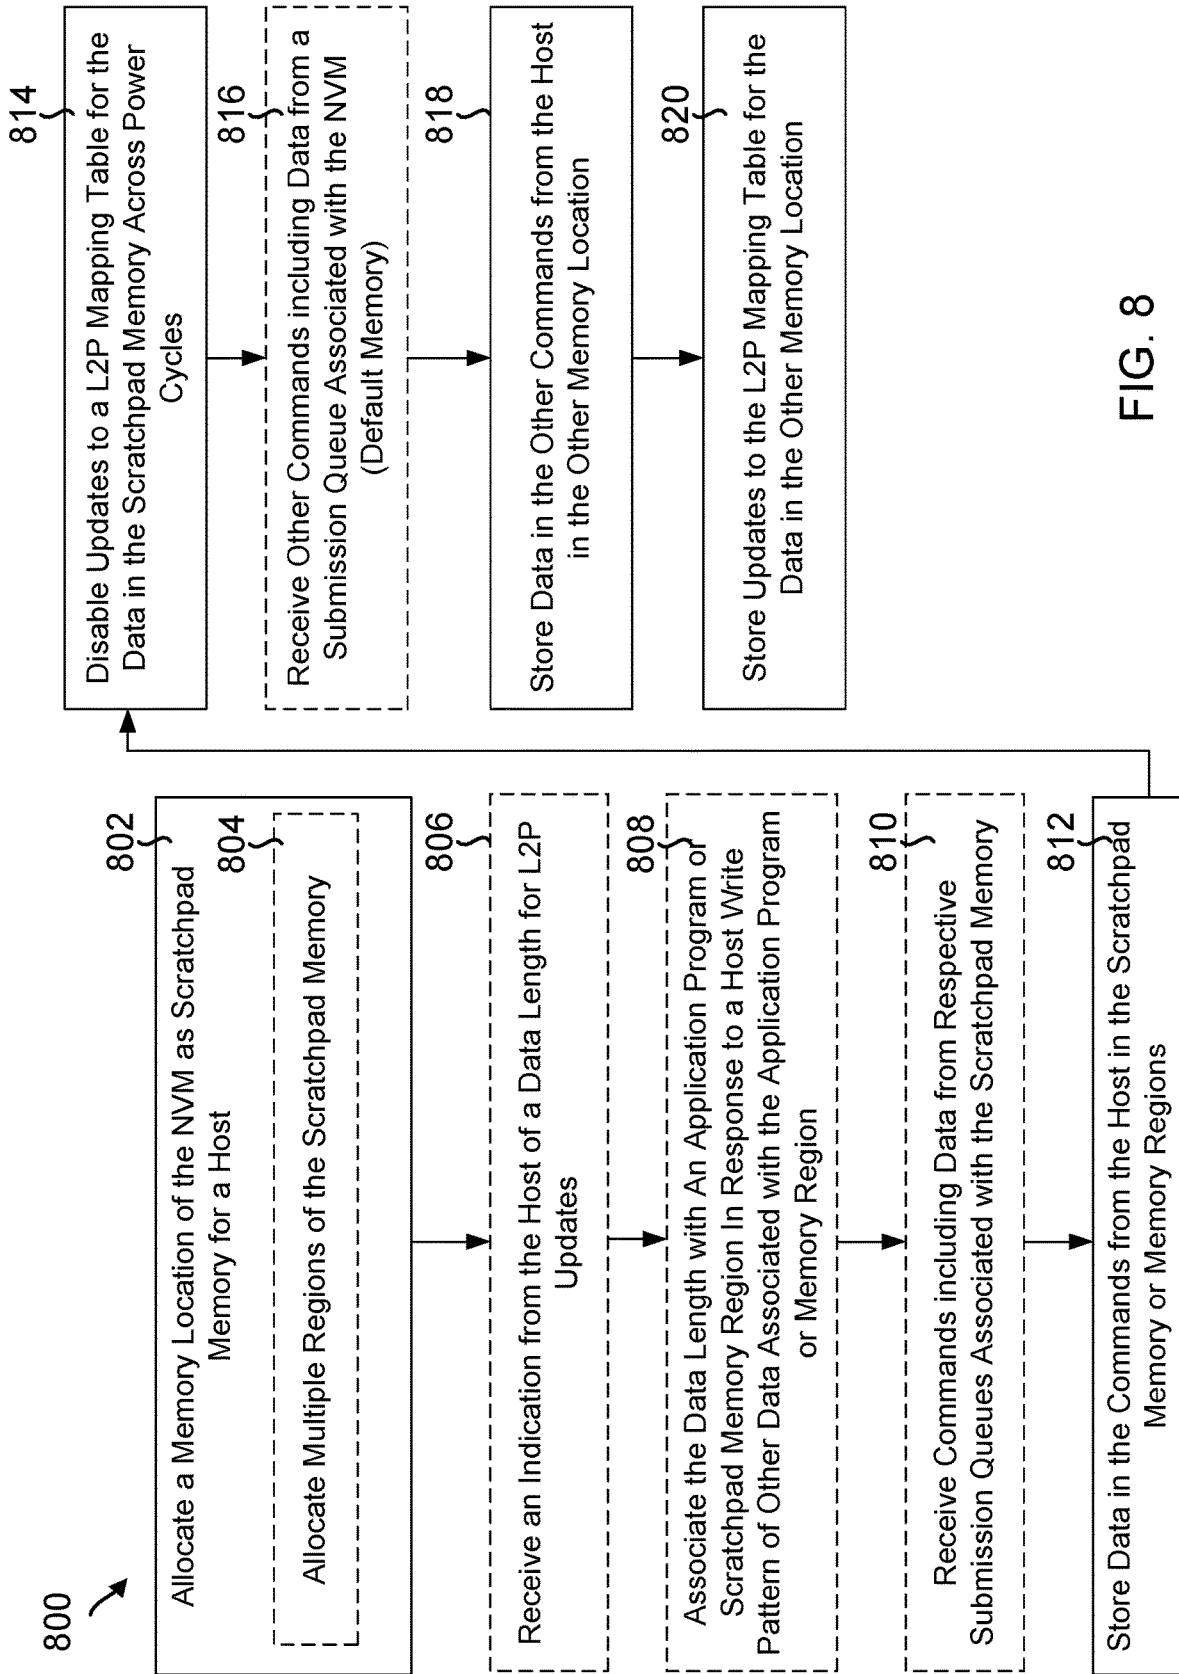 800
802
Allocate a Memory Location of the NVM as Scratchpad
Memory for a Host
804
Allocate Multiple Regions of the Scratchpad Memory
806
Receive an Indication from the Host of a Data Length for L2P
Updates
808
Associate the Data Length with An Application Program or
Scratchpad Memory Region In Response to a Host Write
Pattern of Other Data Associated with the Application Program
or Memory Region
810
Receive Commands including Data from Respective
Submission Queues Associated with the Scratchpad Memory
812
Store Data in the Commands from the Host in the Scratchpad
Memory or Memory Regions
814
Disable Updates to a L2P Mapping Table for the
Data in the Scratchpad Memory Across Power
Cycles
816
Receive Other Commands including Data from a
Submission Queue Associated with the NVM
(Default Memory)
818
Store Data in the Other Commands from the Host
in the Other Memory Location
820
Store Updates to the L2P Mapping Table for the
Data in the Other Memory Location
FIG. 8